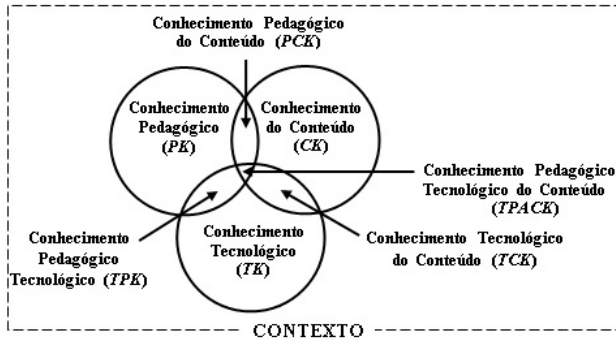 Conhecimento Pedagógico
do Conteúdo (PCK)
Conhecimento
Pedagógico
(PK)
Conhecimento
do Conteúdo
(CK)
Conhecimento Pedagógico
Tecnológico do Conteúdo
(TPACK)
Conhecimento
Pedagógico
Tecnológico (TPK)
Conhecimento
Tecnológico
(TK)
Conhecimento Tecnológico
do Conteúdo (TCK)
CONTEXTO